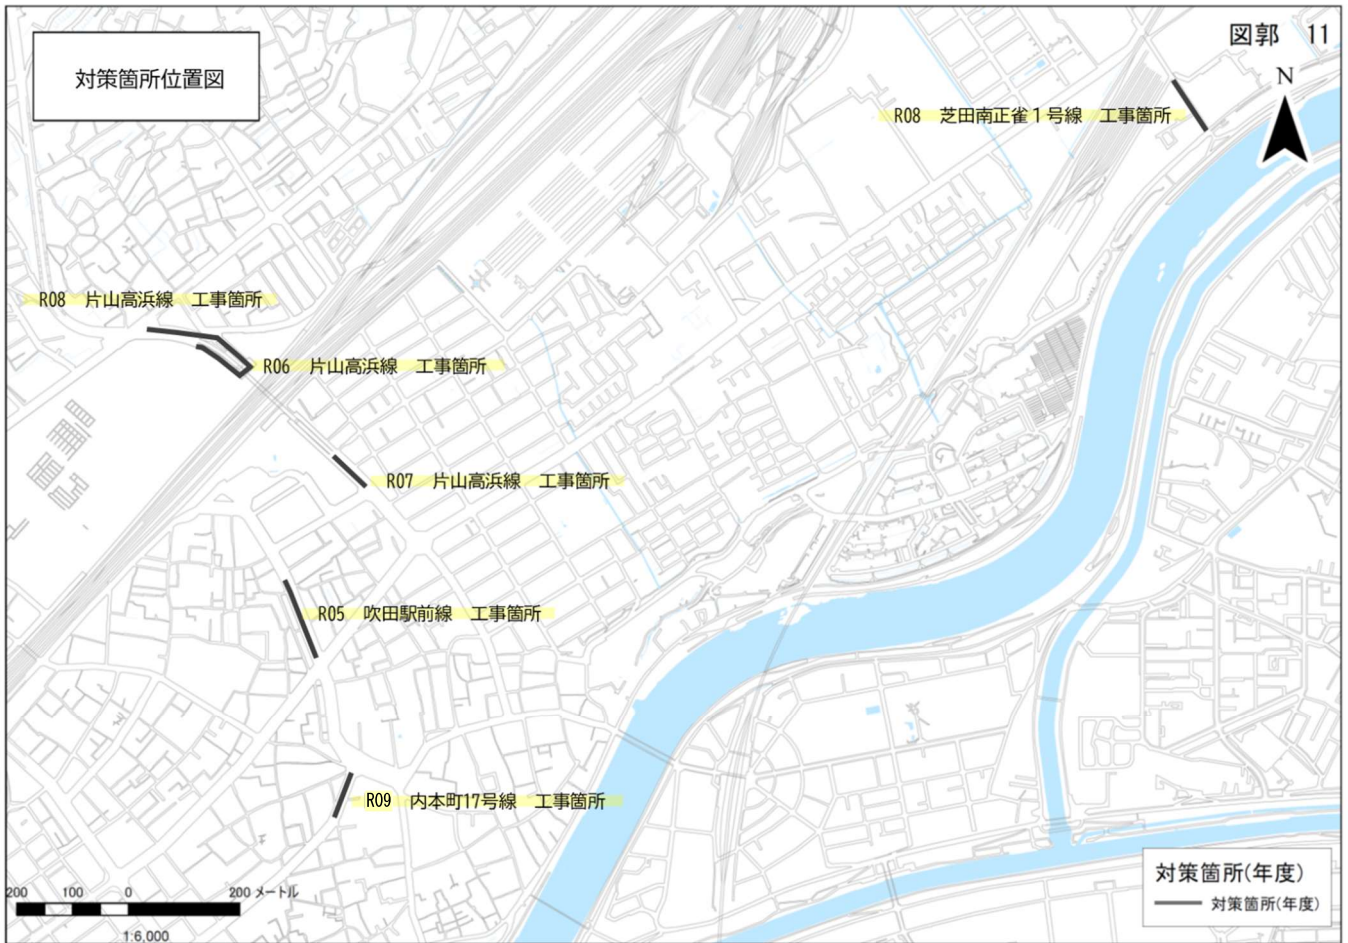 図郭 11
対策箇所位置図
N
R08 芝田南正雀1号線 工事箇所
R08 片山高浜線 工事箇所
R06 片山高浜線 工事箇所
R07 片山高浜線 工事箇所
R05 吹田駅前線 工事箇所
R09 内本町17号線 工事箇所
200 100 0 200 メートル
1:6,000
対策箇所(年度)
対策箇所(年度)